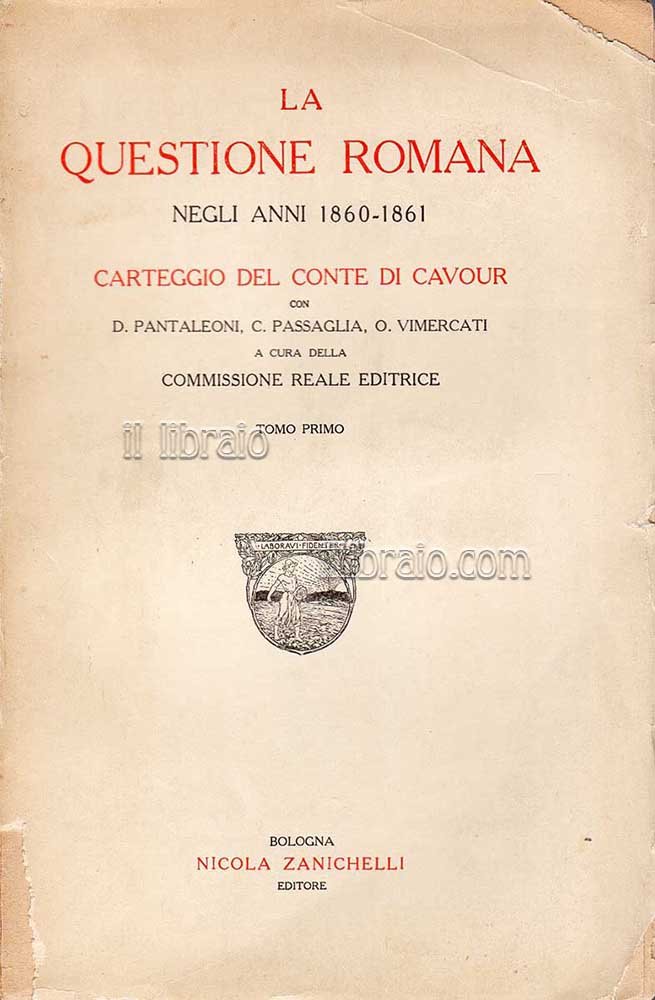 LA
QUESTIONE ROMANA
NEGLI ANNI 1860-1861
CARTEGGIO DEL CONTE DI CAVOUR
CON
D. PANTALEONI, C. PASSAGLIA, O. VIMERCATI
A CURA DELLA
COMMISSIONE REALE EDITRICE
TOMO PRIMO
il libraio
LABORAVI FIDENTER
libraio.com
BOLOGNA
NICOLA ZANICHELLI
EDITORE